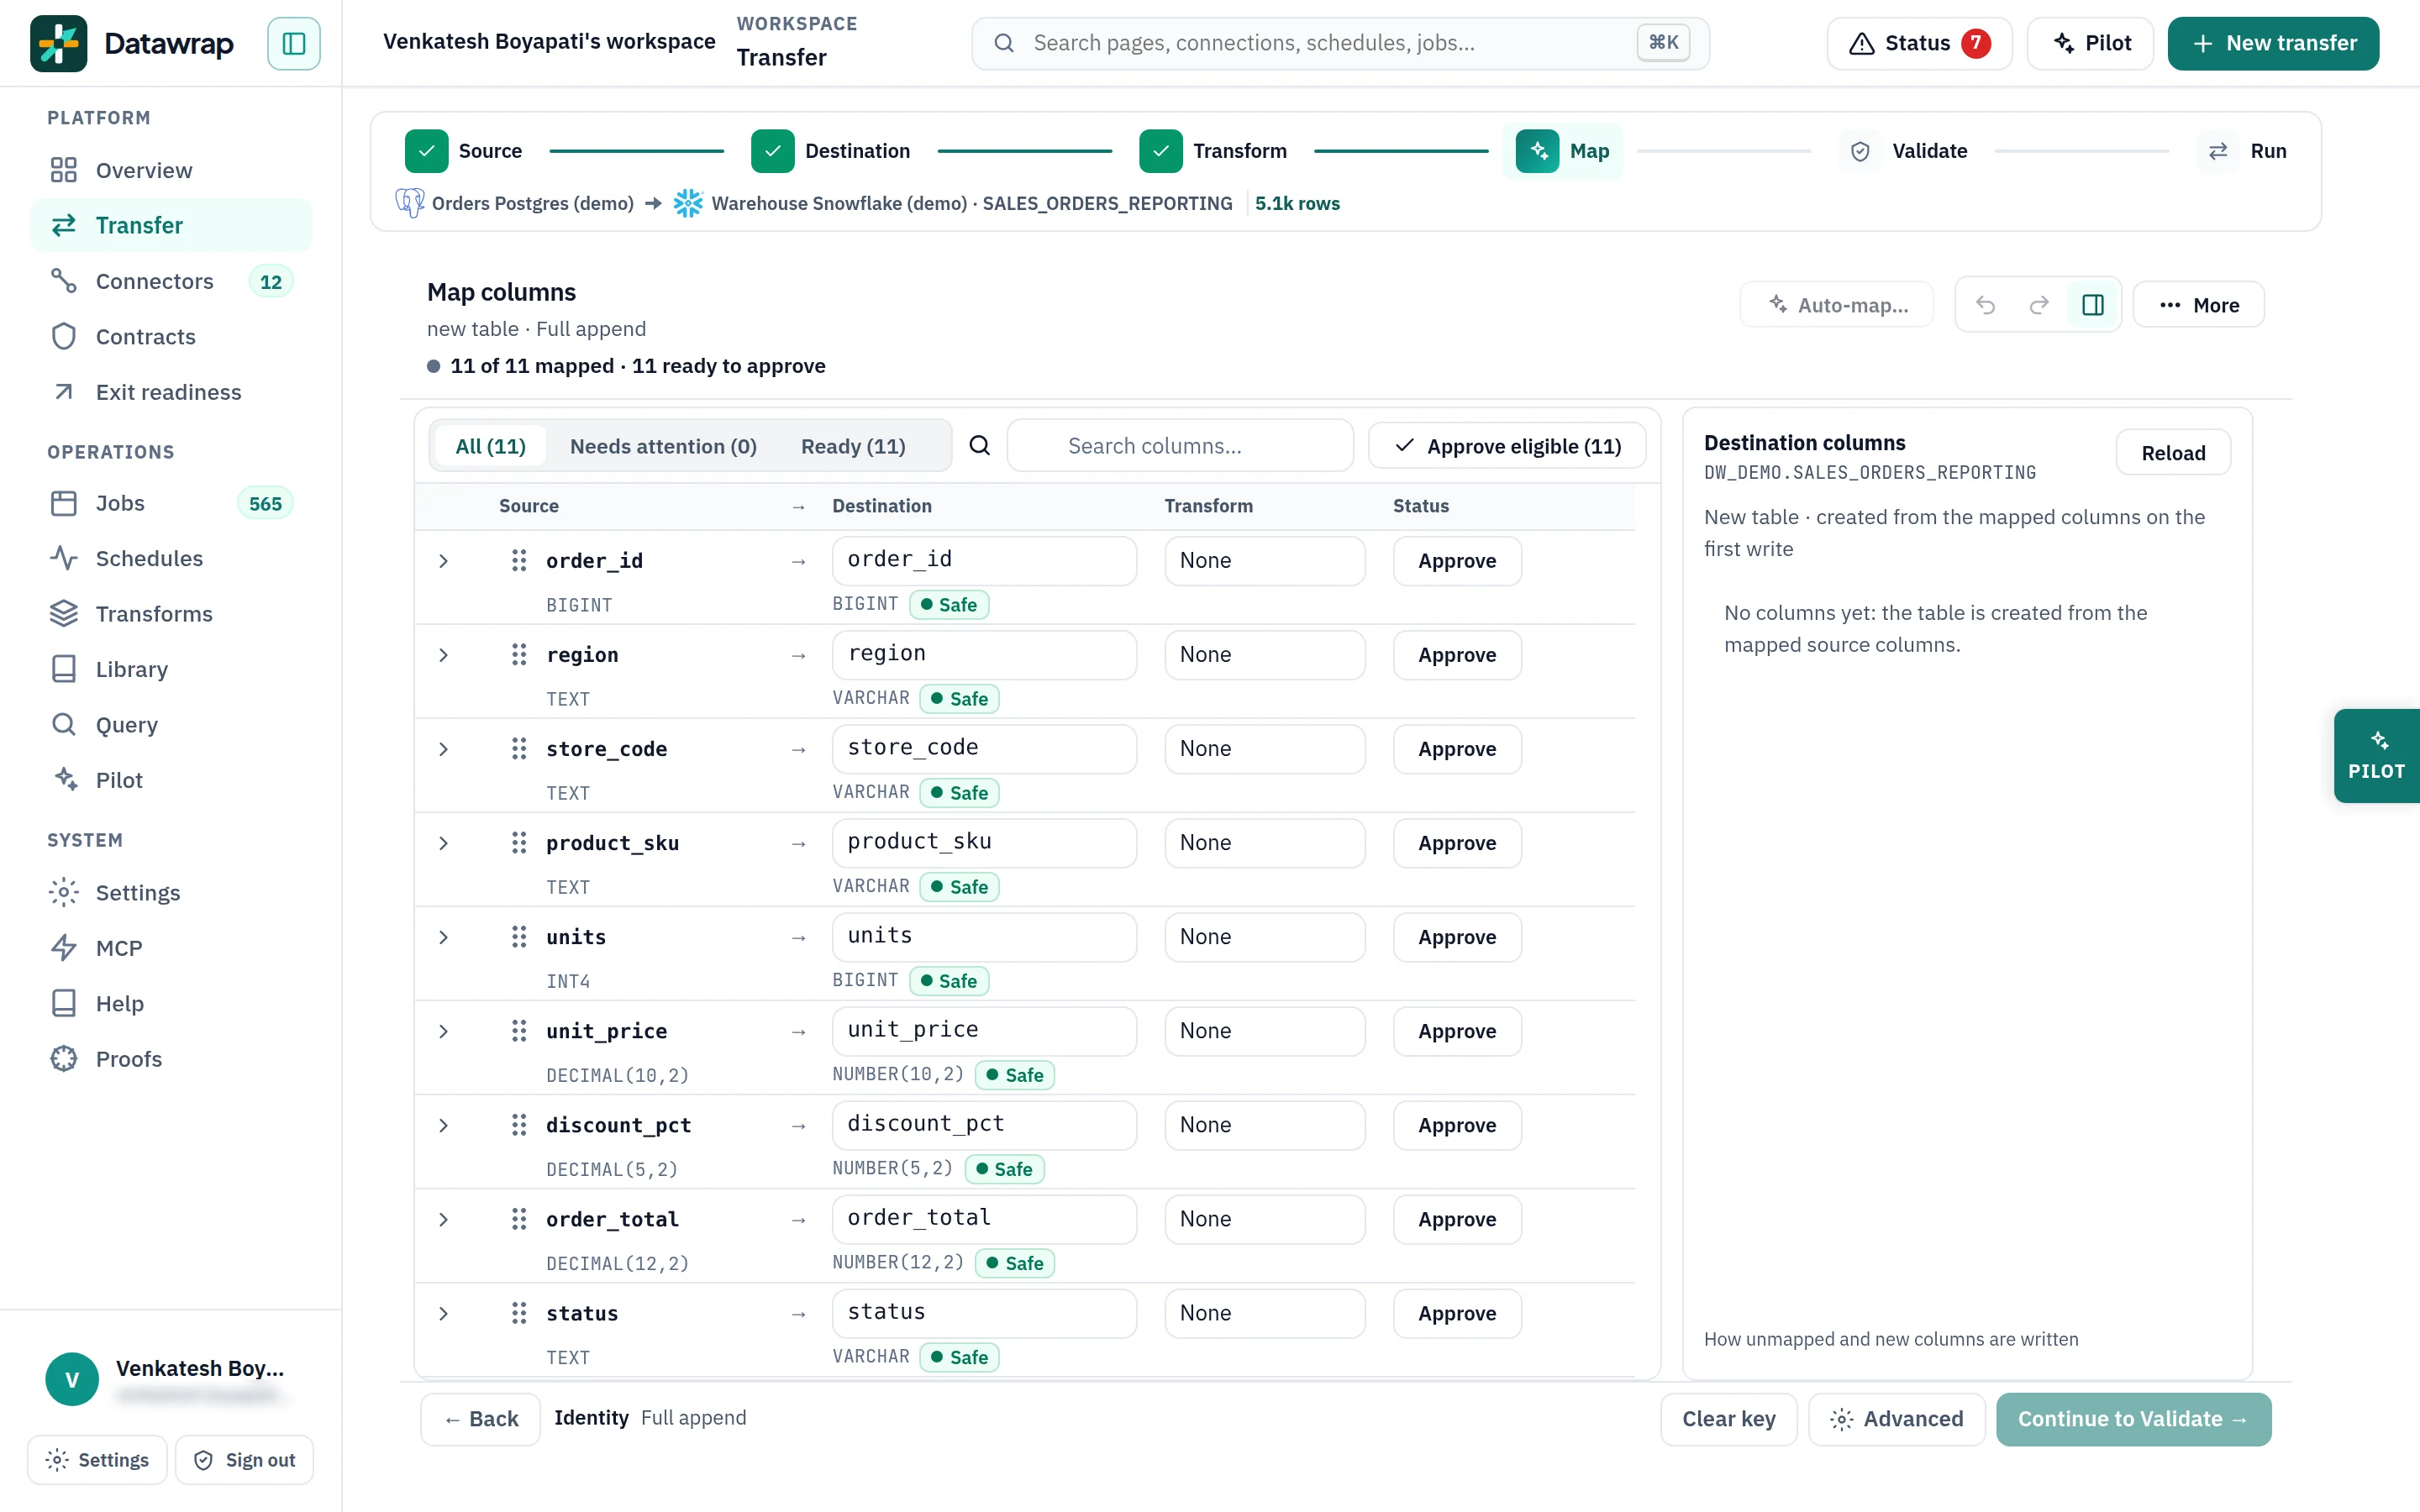 Datawrap
Venkatesh Boyapati's workspace
WORKSPACE
Transfer
Search pages, connections, schedules, jobs...
⌘K
Status 7
Pilot
+ New transfer
PLATFORM
Overview
Transfer
Connectors 12
Contracts
Exit readiness
OPERATIONS
Jobs 565
Schedules
Transforms
Library
Query
Pilot
SYSTEM
Settings
MCP
Help
Proofs
V
Venkatesh Boy...
Settings
Sign out
Source
Destination
Transform
Map
Validate
Run
Orders Postgres (demo) → Warehouse Snowflake (demo) · SALES_ORDERS_REPORTING 5.1k rows
Map columns
new table · Full append
11 of 11 mapped · 11 ready to approve
Auto-map...
••• More
All (11)
Needs attention (0)
Ready (11)
Search columns...
Approve eligible (11)
Source → Destination Transform Status
order_id → order_id None Approve
BIGINT BIGINT Safe
region → region None Approve
TEXT VARCHAR Safe
store_code → store_code None Approve
TEXT VARCHAR Safe
product_sku → product_sku None Approve
TEXT VARCHAR Safe
units → units None Approve
INT4 BIGINT Safe
unit_price → unit_price None Approve
DECIMAL(10,2) NUMBER(10,2) Safe
discount_pct → discount_pct None Approve
DECIMAL(5,2) NUMBER(5,2) Safe
order_total → order_total None Approve
DECIMAL(12,2) NUMBER(12,2) Safe
status → status None Approve
TEXT VARCHAR Safe
Destination columns
DW_DEMO.SALES_ORDERS_REPORTING
Reload
New table · created from the mapped columns on the
first write
No columns yet: the table is created from the
mapped source columns.
How unmapped and new columns are written
PILOT
← Back
Identity Full append
Clear key
Advanced
Continue to Validate →